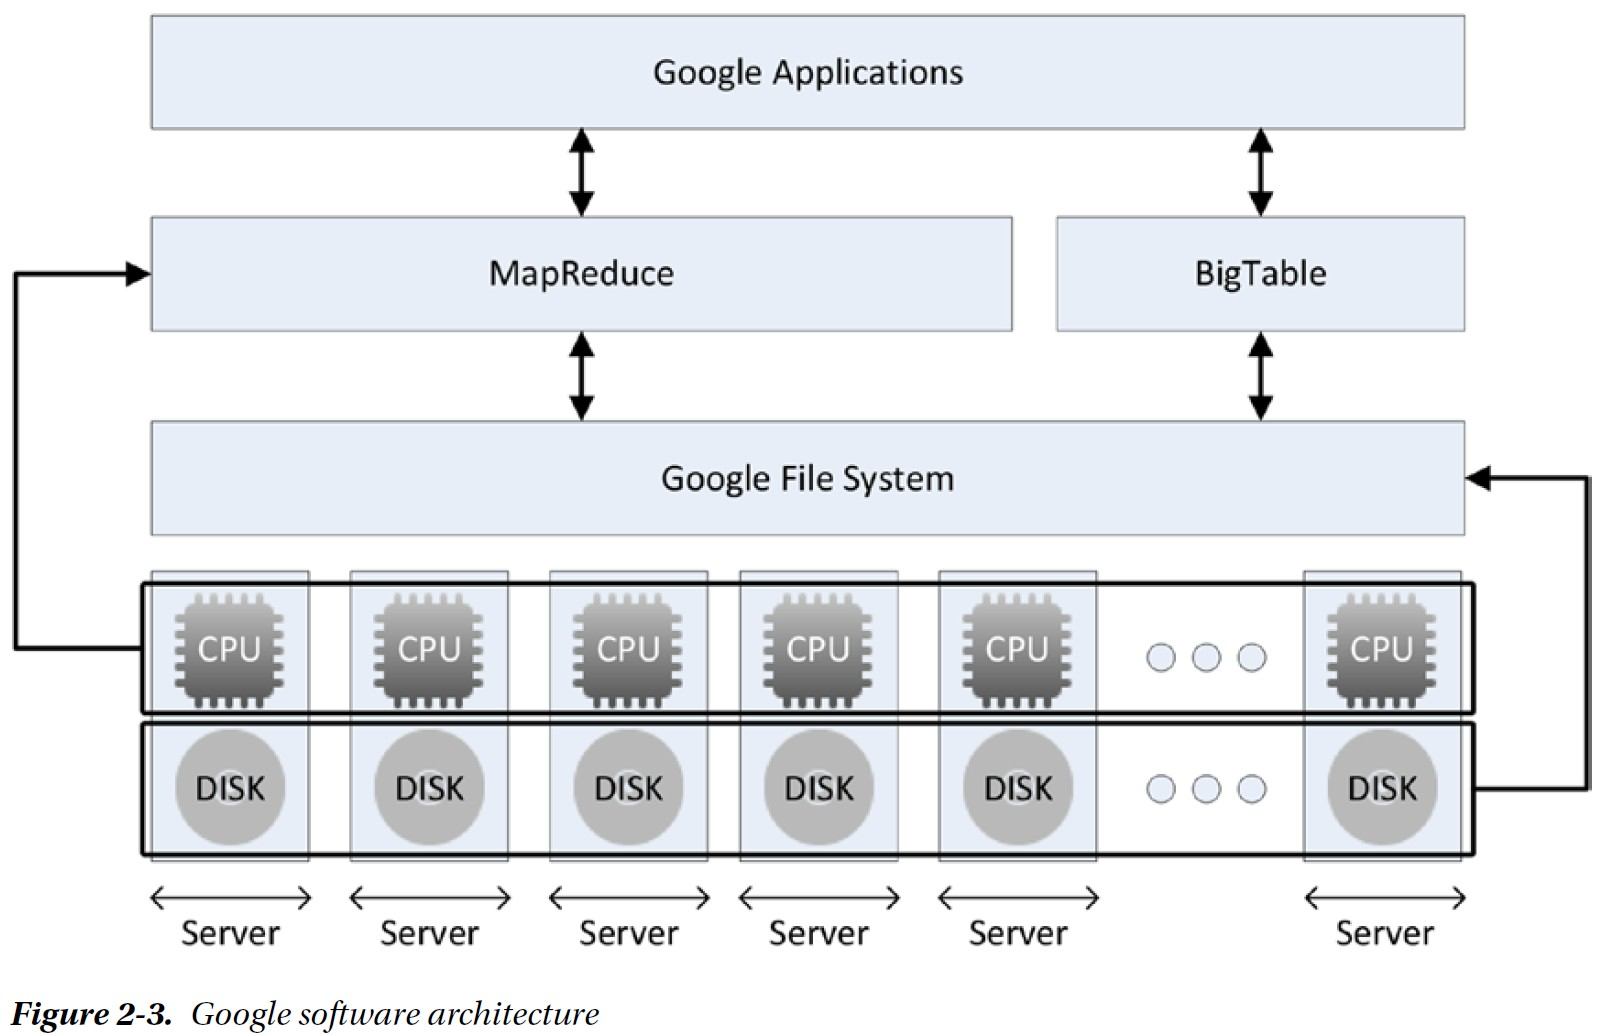 Google Applications
MapReduce
BigTable
Google File System
CPU CPU CPU CPU CPU CPU
DISK DISK DISK DISK DISK DISK
Server Server Server Server Server Server
Figure 2-3. Google software architecture